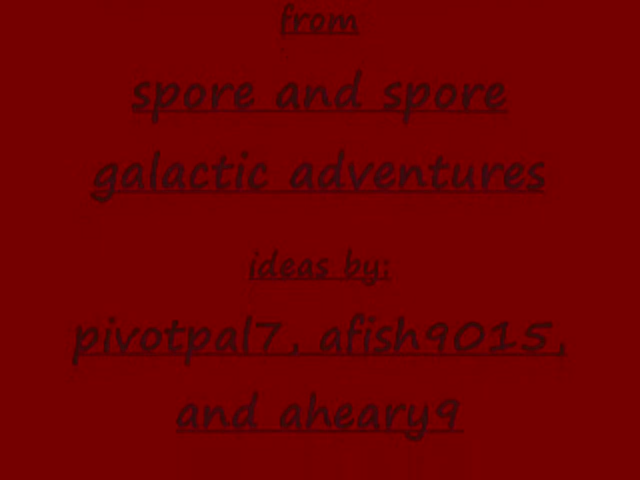 from
spore and spore
galactic adventures
ideas by:
pivotpal7, afish9015,
and aheary9